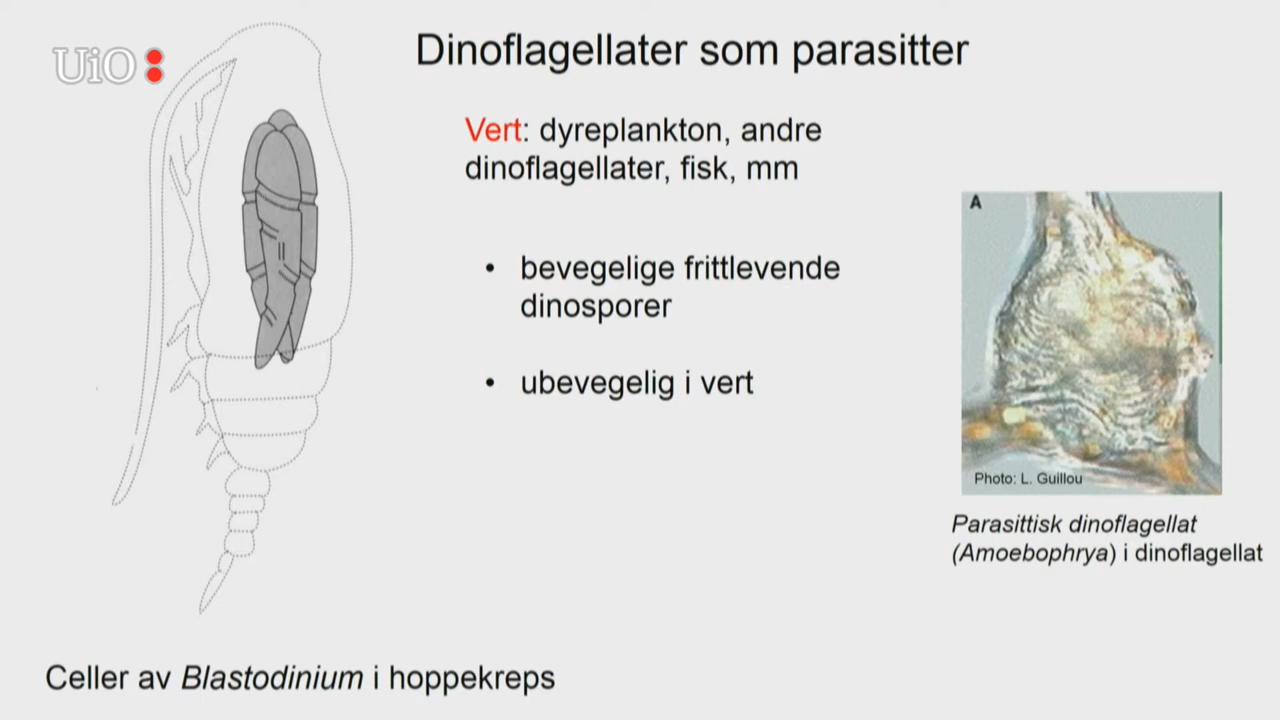 UiO
Dinoflagellater som parasitter
Vert: dyreplankton, andre
dinoflagellater, fisk, mm
• bevegelige frittlevende
dinosporer
• ubevegelig i vert
A
Photo: L. Guillou
Parasittisk dinoflagellat
(Amoebophrya) i dinoflagellat
Celler av Blastodinium i hoppekreps